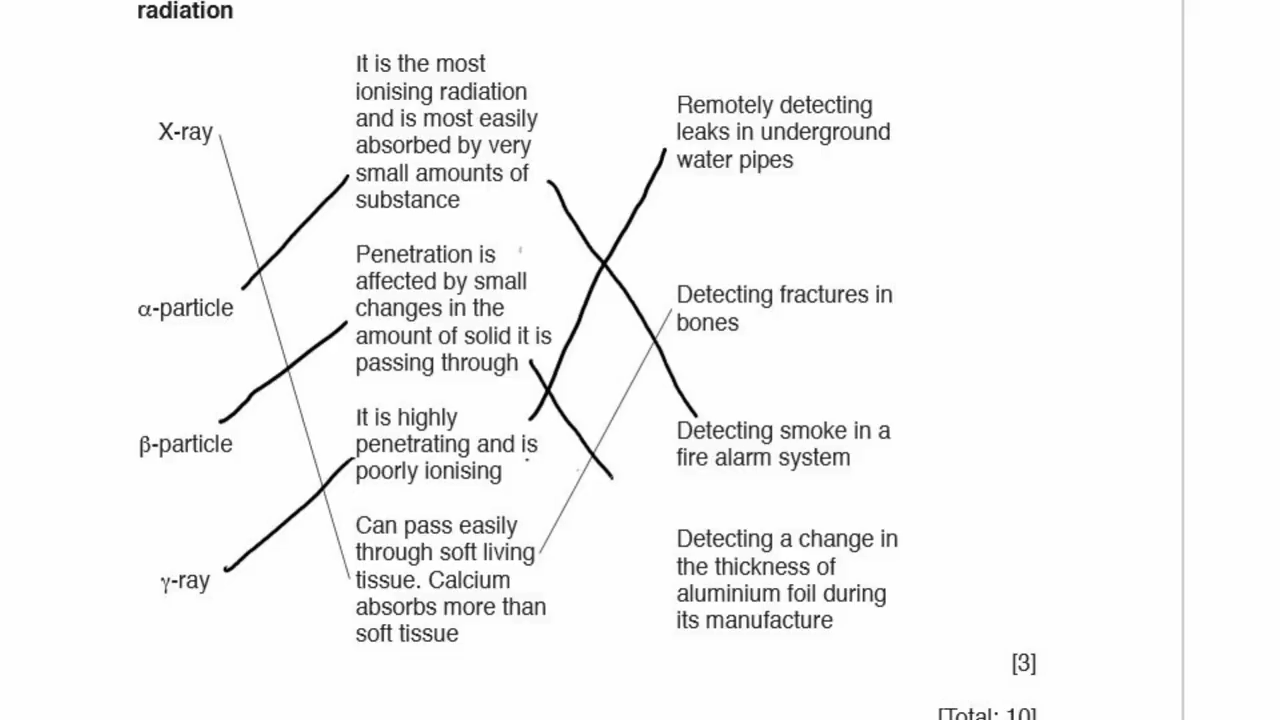 radiation
X-ray
α-particle
β-particle
γ-ray
It is the most
ionising radiation
and is most easily
absorbed by very
small amounts of
substance
Penetration is
affected by small
changes in the
amount of solid it is
passing through
It is highly
penetrating and is
poorly ionising
Can pass easily
through soft living
tissue. Calcium
absorbs more than
soft tissue
Remotely detecting
leaks in underground
water pipes
Detecting fractures in
bones
Detecting smoke in a
fire alarm system
Detecting a change in
the thickness of
aluminium foil during
its manufacture
[3]
[Total: 10]